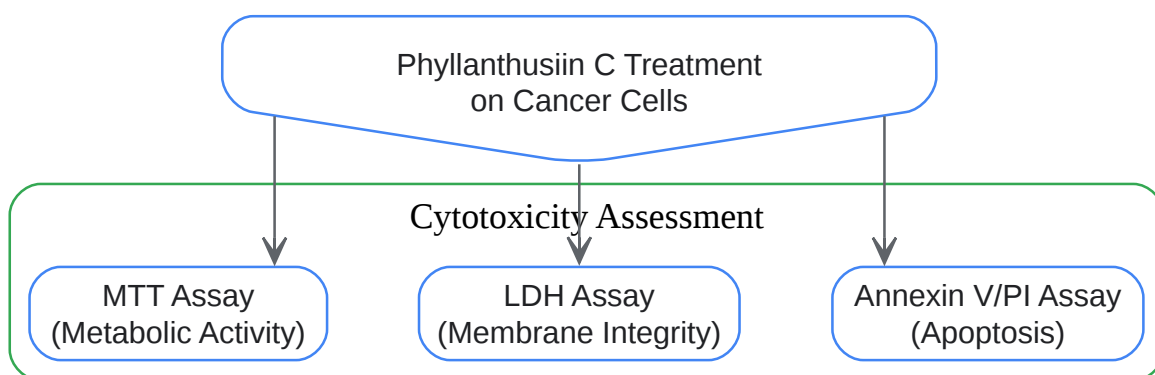 Phyllanthusiin C Treatment
on Cancer Cells
Cytotoxicity Assessment
MTT Assay
(Metabolic Activity)
LDH Assay
(Membrane Integrity)
Annexin V/PI Assay
(Apoptosis)